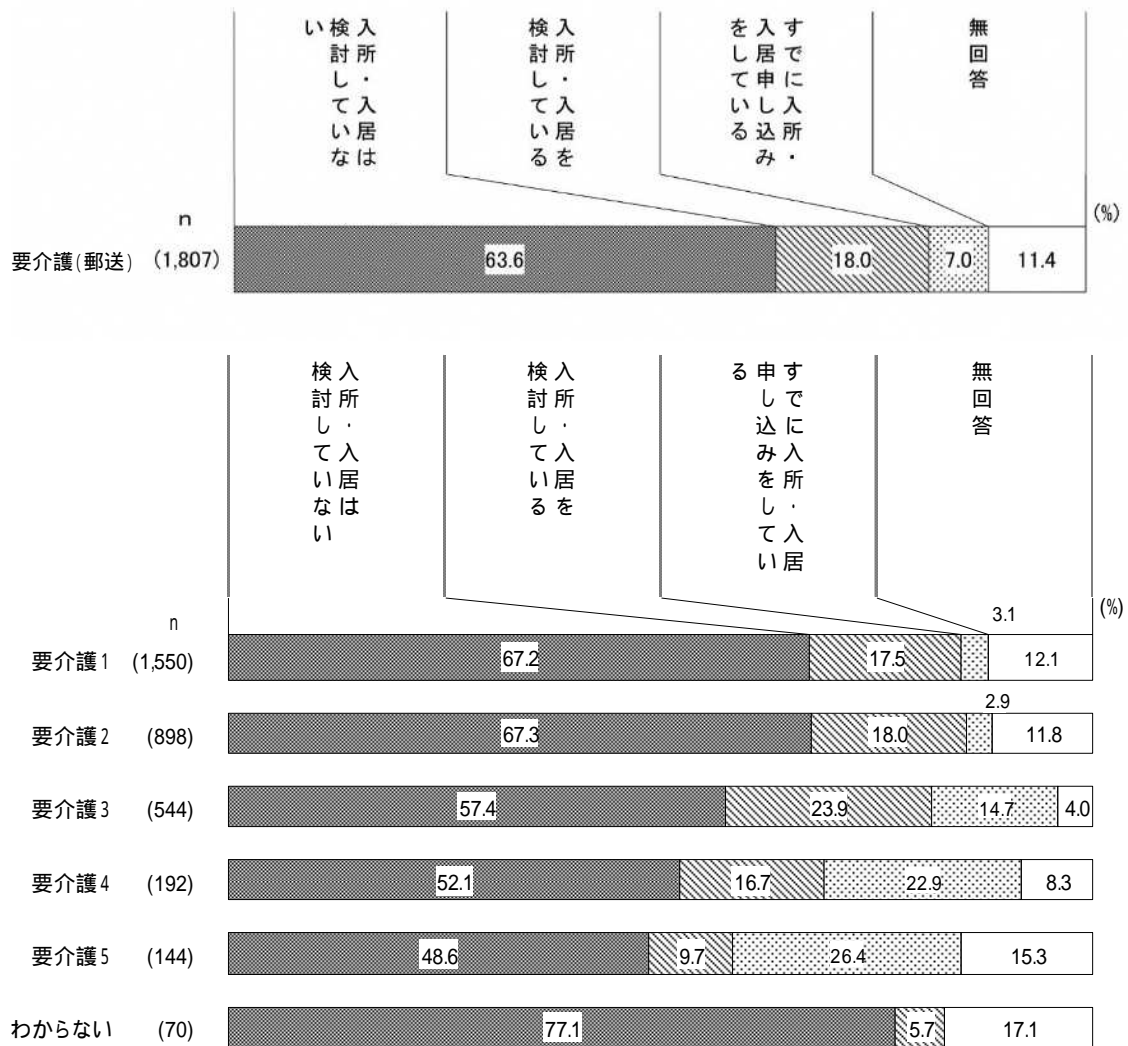 入所・入居は
検討していな
い
入所・入居を
検討している
すでに入所・
入居申し込み・
をしている
無回答
n
(%)
要介護(郵送) (1,807) 63.6 18.0 7.0 11.4
入所・入居は
検討していない
入所・入居を
検討している
すでに入所・入居
申し込みをしてい
る
無回答
n
(%)
3.1
要介護1 (1,550) 67.2 17.5 12.1
2.9
要介護2 (898) 67.3 18.0 11.8
要介護3 (544) 57.4 23.9 14.7 4.0
要介護4 (192) 52.1 16.7 22.9 8.3
要介護5 (144) 48.6 9.7 26.4 15.3
わからない (70) 77.1 5.7 17.1